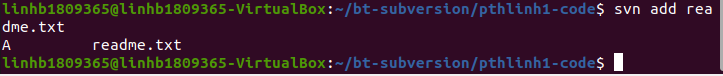 linhb1809365@linhb1809365-VirtualBox:~/bt-subversion/pthlinh1-code$ svn add rea
dme.txt
A         readme.txt
linhb1809365@linhb1809365-VirtualBox:~/bt-subversion/pthlinh1-code$